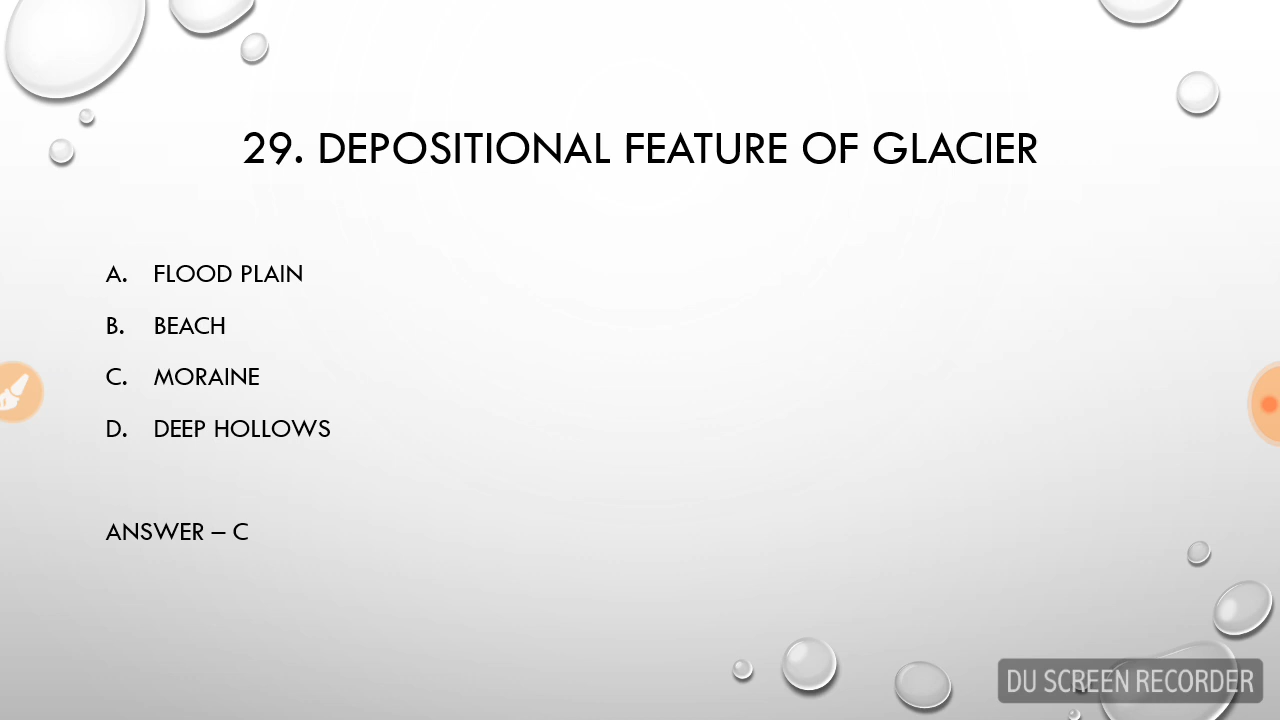 29. DEPOSITIONAL FEATURE OF GLACIER
A. FLOOD PLAIN
B. BEACH
C. MORAINE
D. DEEP HOLLOWS
ANSWER – C
DU SCREEN RECORDER